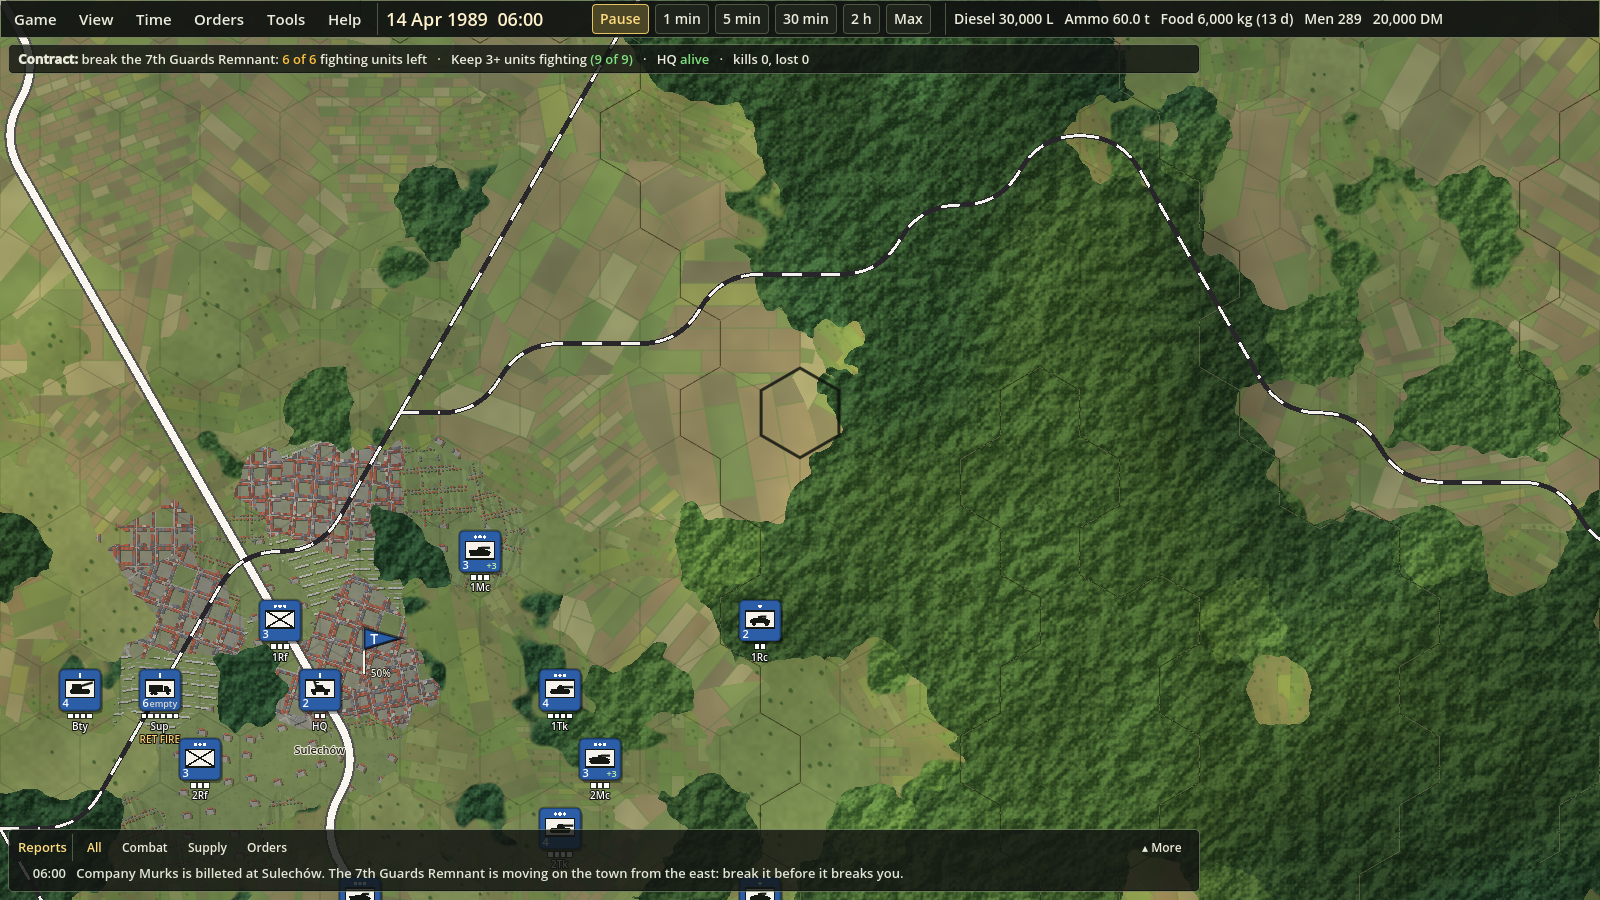 Game View Time Orders Tools Help 14 Apr 1989 06:00 Pause 1 min 5 min 30 min 2 h Max Diesel 30,000 L Ammo 60.0 t Food 6,000 kg (13 d) Men 289 20,000 DM
Contract: break the 7th Guards Remnant: 6 of 6 fighting units left · Keep 3+ units fighting (9 of 9) · HQ alive · kills 0, lost 0
3 +3
1Mc
3
1Rf
2
1Rc
T
50%
4
Bty
6 empty
Sup
RET FIRE
2
HQ
4
1Tk
Sulechów
3
2Rf
3 +3
2Mc
4
2Tk
Reports All Combat Supply Orders ▴ More
06:00 Company Murks is billeted at Sulechów. The 7th Guards Remnant is moving on the town from the east: break it before it breaks you.